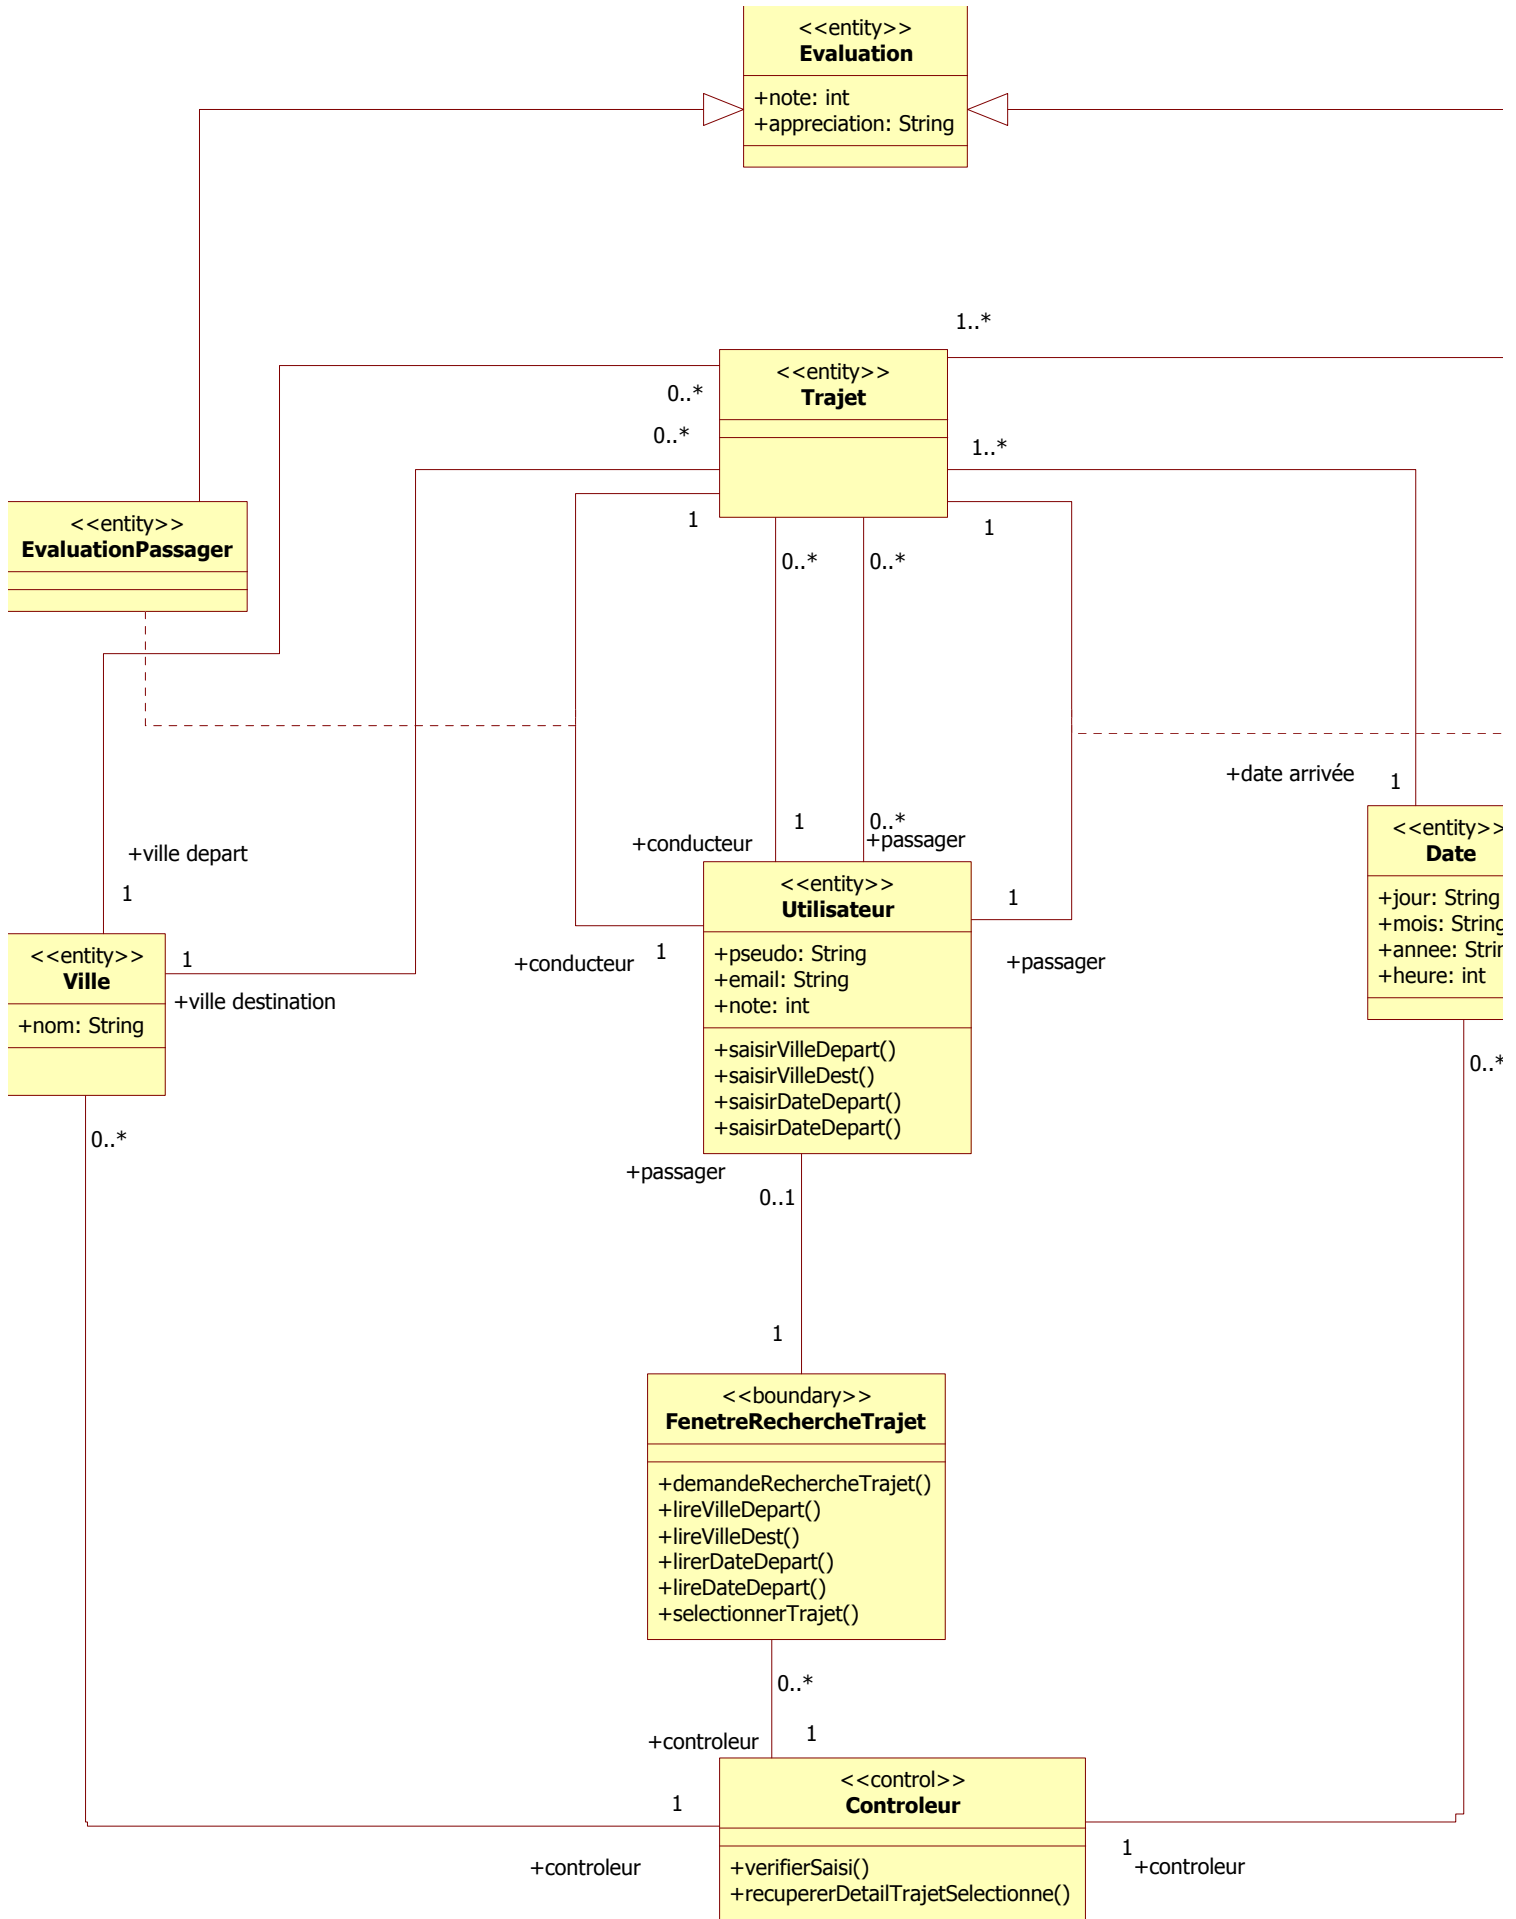 <<entity>>
Evaluation
+note: int
+appreciation: String
1..*
<<entity>>
Trajet
0..*
0..*
1..*
1
1
0..*
0..*
<<entity>>
EvaluationPassager
+date arrivée
1
1
0..*
+conducteur
+passager
+ville depart
1
<<entity>>
Date
+jour: String
+mois: String
+annee: Strin
+heure: int
0..*
<<entity>>
Utilisateur
+pseudo: String
+email: String
+note: int
+saisirVilleDepart()
+saisirVilleDest()
+saisirDateDepart()
+saisirDateDepart()
1
+passager
1
+conducteur
<<entity>>
Ville
+nom: String
1
+ville destination
0..*
+passager
0..1
1
<<boundary>>
FenetreRechercheTrajet
+demandeRechercheTrajet()
+lireVilleDepart()
+lireVilleDest()
+lirerDateDepart()
+lireDateDepart()
+selectionnerTrajet()
0..*
1
+controleur
<<control>>
Controleur
+verifierSaisi()
+recupererDetailTrajetSelectionne()
1
+controleur
1
+controleur